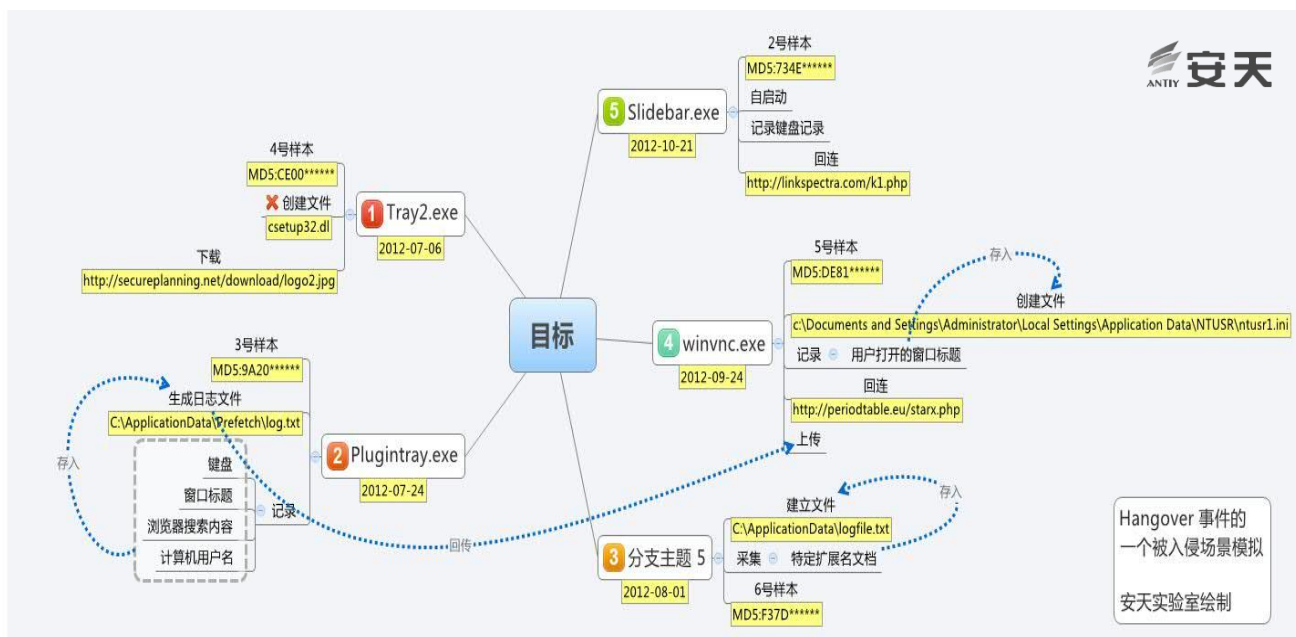 ANTIY 安天
4号样本
MD5:CE00******
创建文件
csetup32.dl
下载
http://secureplanning.net/download/logo2.jpg
1 Tray2.exe
2012-07-06
3号样本
MD5:9A20******
生成日志文件
C:\ApplicationData\Prefetch\log.txt
键盘
窗口标题
浏览器搜索内容
计算机用户名
记录
存入
2 Plugintray.exe
2012-07-24
回传
目标
5 Slidebar.exe
2012-10-21
2号样本
MD5:734E******
自启动
记录键盘记录
回连
http://linkspectra.com/k1.php
4 winvnc.exe
2012-09-24
5号样本
MD5:DE81******
存入
创建文件
c:\Documents and Settings\Administrator\Local Settings\Application Data\NTUSR\ntusr1.ini
记录 用户打开的窗口标题
回连
http://periodtable.eu/starx.php
上传
3 分支主题 5
2012-08-01
建立文件
C:\ApplicationData\logfile.txt
采集 特定扩展名文档
存入
6号样本
MD5:F37D******
Hangover 事件的
一个被入侵场景模拟
安天实验室绘制